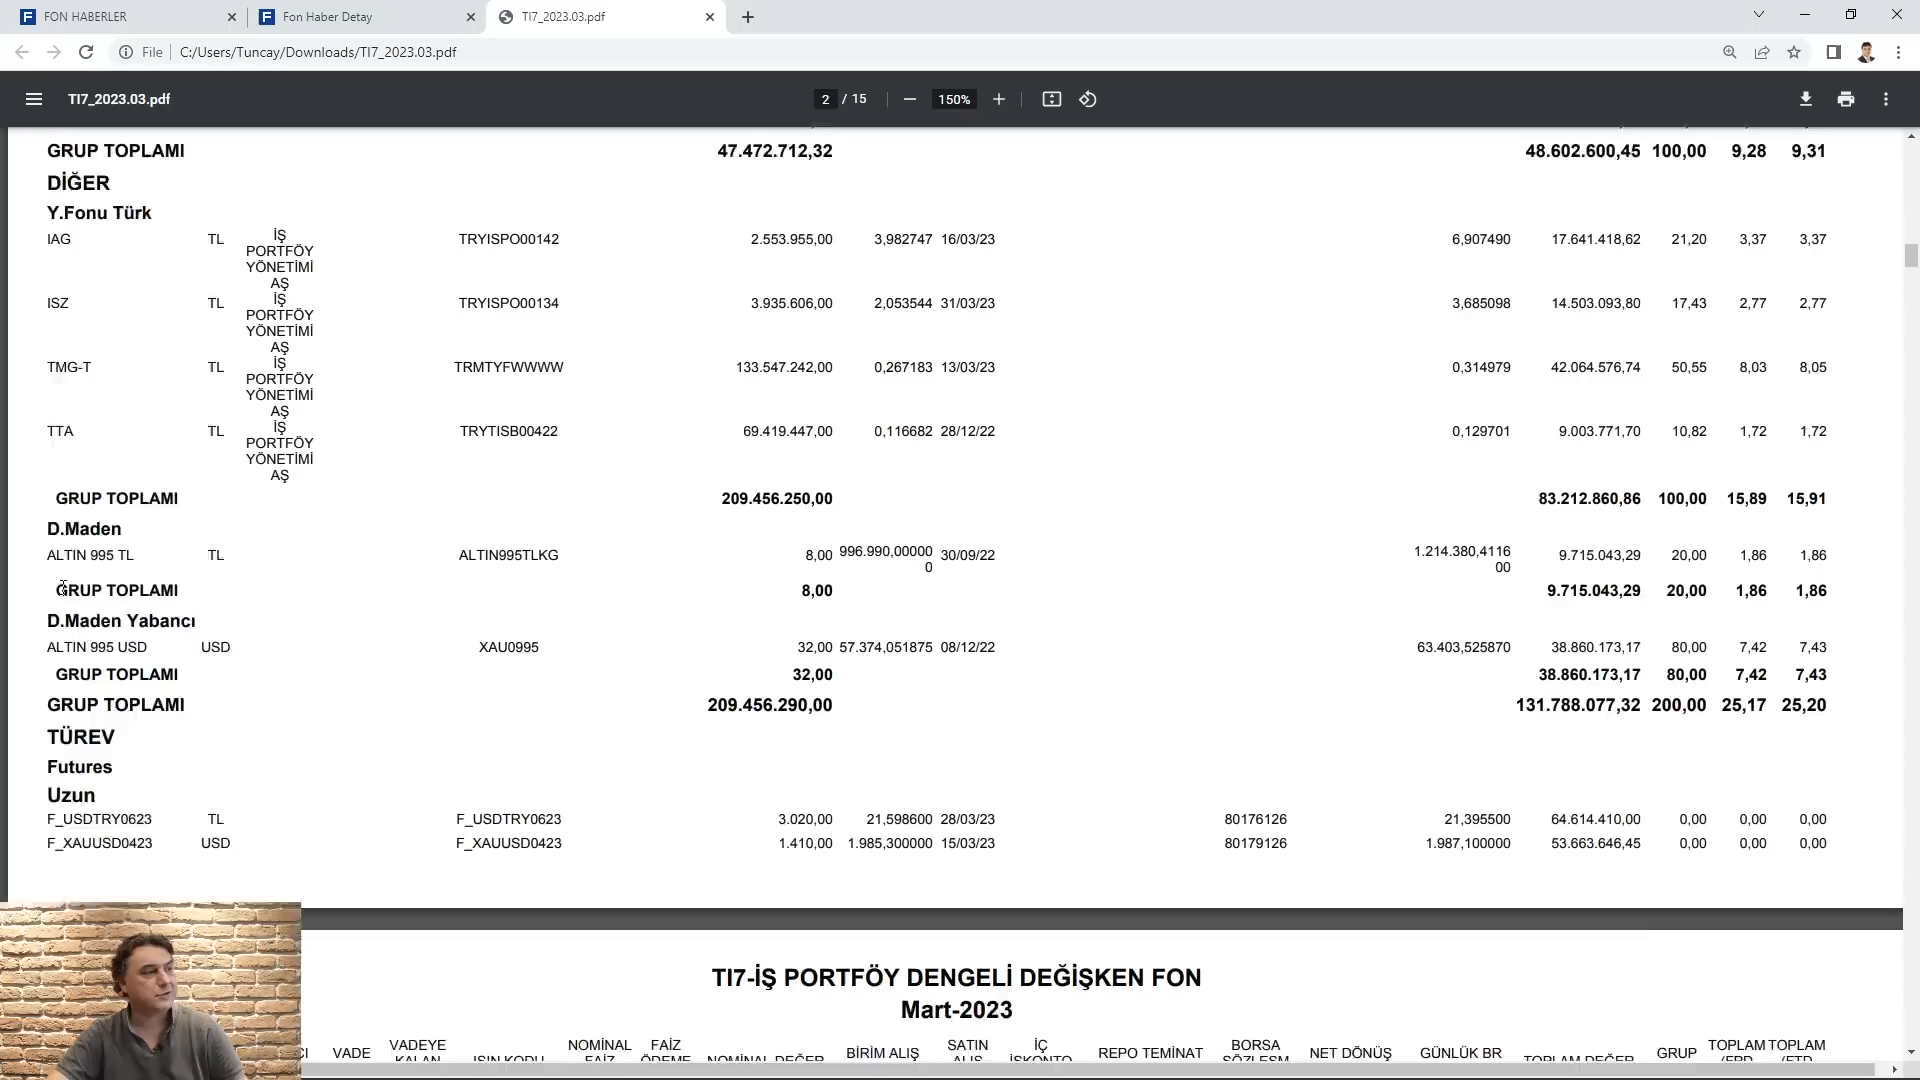 FON HABERLER
Fon Haber Detay
TI7_2023.03.pdf
File
C:/Users/Tuncay/Downloads/TI7_2023.03.pdf
TI7_2023.03.pdf
2 / 15
150%
GRUP TOPLAMI 47.472.712,32 48.602.600,45 100,00 9,28 9,31
DİĞER
Y.Fonu Türk
IAG TL İŞ PORTFÖY YÖNETİMİ AŞ TRYISPO00142 2.553.955,00 3,982747 16/03/23 6,907490 17.641.418,62 21,20 3,37 3,37
ISZ TL İŞ PORTFÖY YÖNETİMİ AŞ TRYISPO00134 3.935.606,00 2,053544 31/03/23 3,685098 14.503.093,80 17,43 2,77 2,77
TMG-T TL İŞ PORTFÖY YÖNETİMİ AŞ TRMTYFWWWW 133.547.242,00 0,267183 13/03/23 0,314979 42.064.576,74 50,55 8,03 8,05
TTA TL İŞ PORTFÖY YÖNETİMİ AŞ TRYTISB00422 69.419.447,00 0,116682 28/12/22 0,129701 9.003.771,70 10,82 1,72 1,72
GRUP TOPLAMI 209.456.250,00 83.212.860,86 100,00 15,89 15,91
D.Maden
ALTIN 995 TL TL ALTIN995TLKG 8,00 996.990,000000 30/09/22 1.214.380,411600 9.715.043,29 20,00 1,86 1,86
GRUP TOPLAMI 8,00 9.715.043,29 20,00 1,86 1,86
D.Maden Yabancı
ALTIN 995 USD USD XAU0995 32,00 57.374,051875 08/12/22 63.403,525870 38.860.173,17 80,00 7,42 7,43
GRUP TOPLAMI 32,00 38.860.173,17 80,00 7,42 7,43
GRUP TOPLAMI 209.456.290,00 131.788.077,32 200,00 25,17 25,20
TÜREV
Futures
Uzun
F_USDTRY0623 TL F_USDTRY0623 3.020,00 21,598600 28/03/23 80176126 21,395500 64.614.410,00 0,00 0,00 0,00
F_XAUUSD0423 USD F_XAUUSD0423 1.410,00 1.985,300000 15/03/23 80179126 1.987,100000 53.663.646,45 0,00 0,00 0,00
TI7-İŞ PORTFÖY DENGELİ DEĞİŞKEN FON
Mart-2023
VADE VADEYE KALAN ISIN KODU NOMİNAL FAİZ FAİZ ÖDEME NOMİNAL DEĞER BİRİM ALIŞ SATIN ALIŞ İÇ İSKONTO REPO TEMİNAT BORSA SÖZLEŞM NET DÖNÜŞ GÜNLÜK BR TOPLAM DEĞER GRUP TOPLAM (FPD TOPLAM (FTD